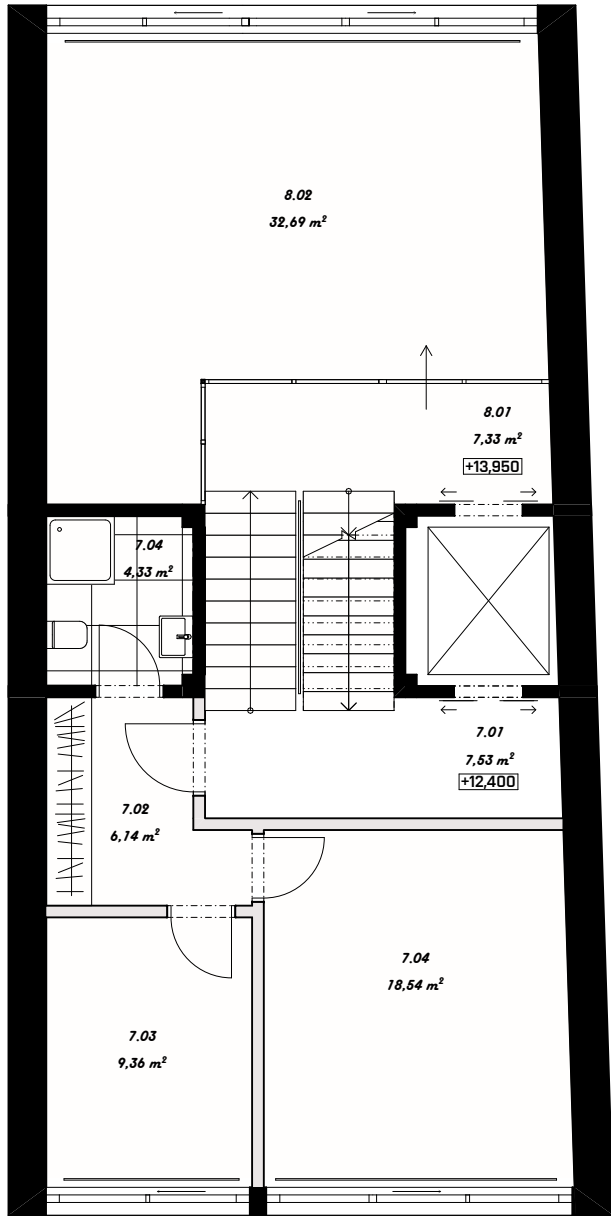 8.02
32,69 m²
8.01
7,33 m²
+13,950
7.04
4,33 m²
7.01
7,53 m²
+12,400
7.02
6,14 m²
7.04
18,54 m²
7.03
9,36 m²